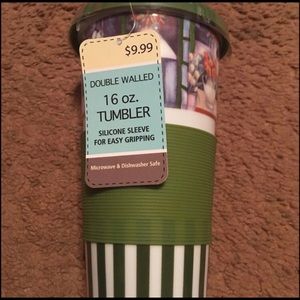 $9.99
DOUBLE WALLED
16 oz.
TUMBLER
SILICONE SLEEVE
FOR EASY GRIPPING
Microwave & Dishwasher Safe